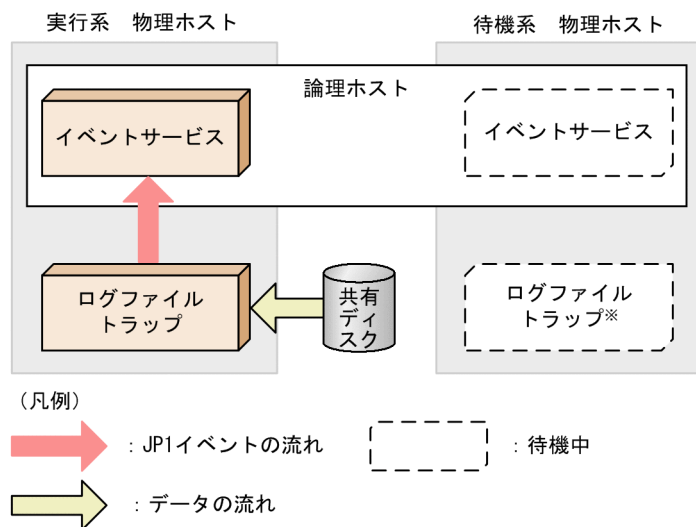 実行系　物理ホスト
待機系　物理ホスト
論理ホスト
イベントサービス
イベントサービス
ログファイル
トラップ
共有
ディ
スク
ログファイル
トラップ※
（凡例）
：JP1イベントの流れ
：待機中
：データの流れ